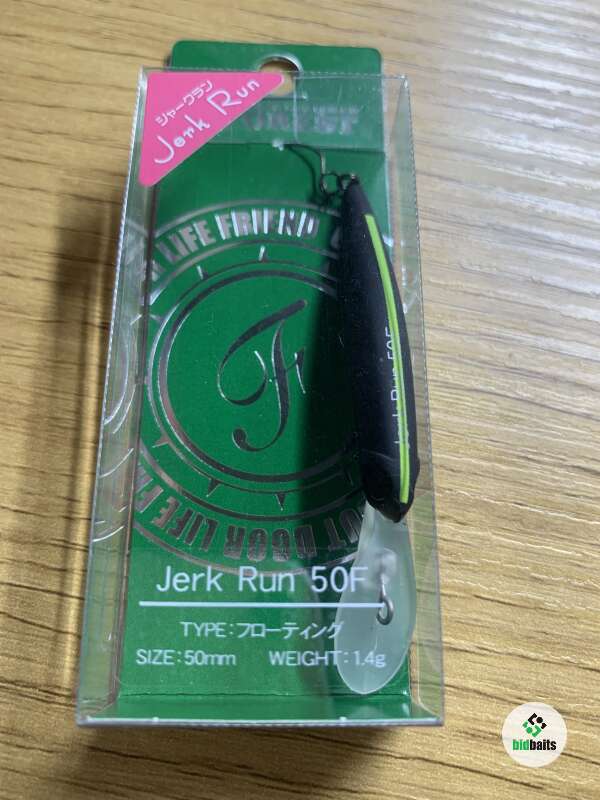 ジャークラン
Jerk Run
LIFE FRIEND
OUT DOOR LIFE FR
F
Jerk Run 50F
Jerk Run 50F
TYPE:フローティング
SIZE:50mm WEIGHT:1.4g
bidbaits